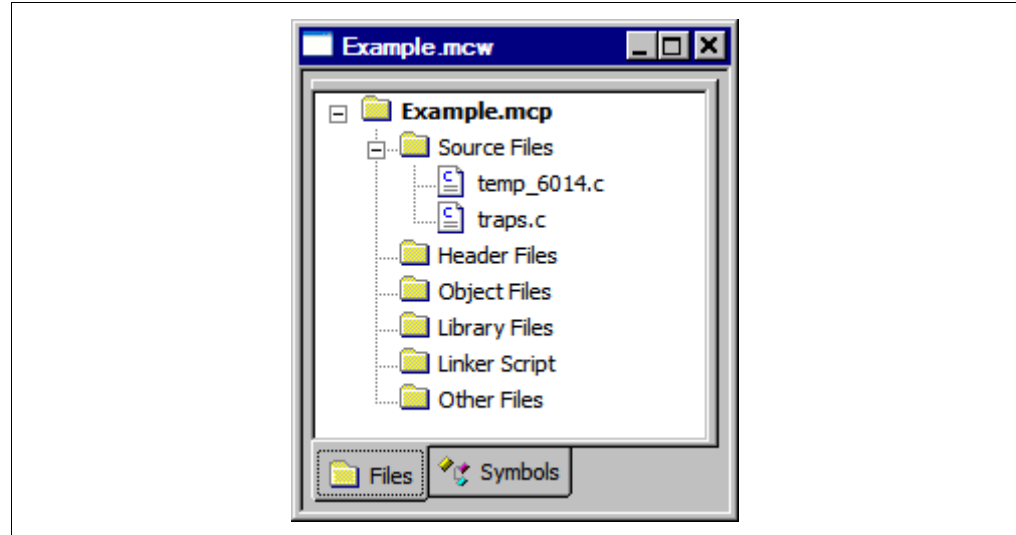 Example.mcw
Example.mcp
Source Files
temp_6014.c
traps.c
Header Files
Object Files
Library Files
Linker Script
Other Files
Files Symbols